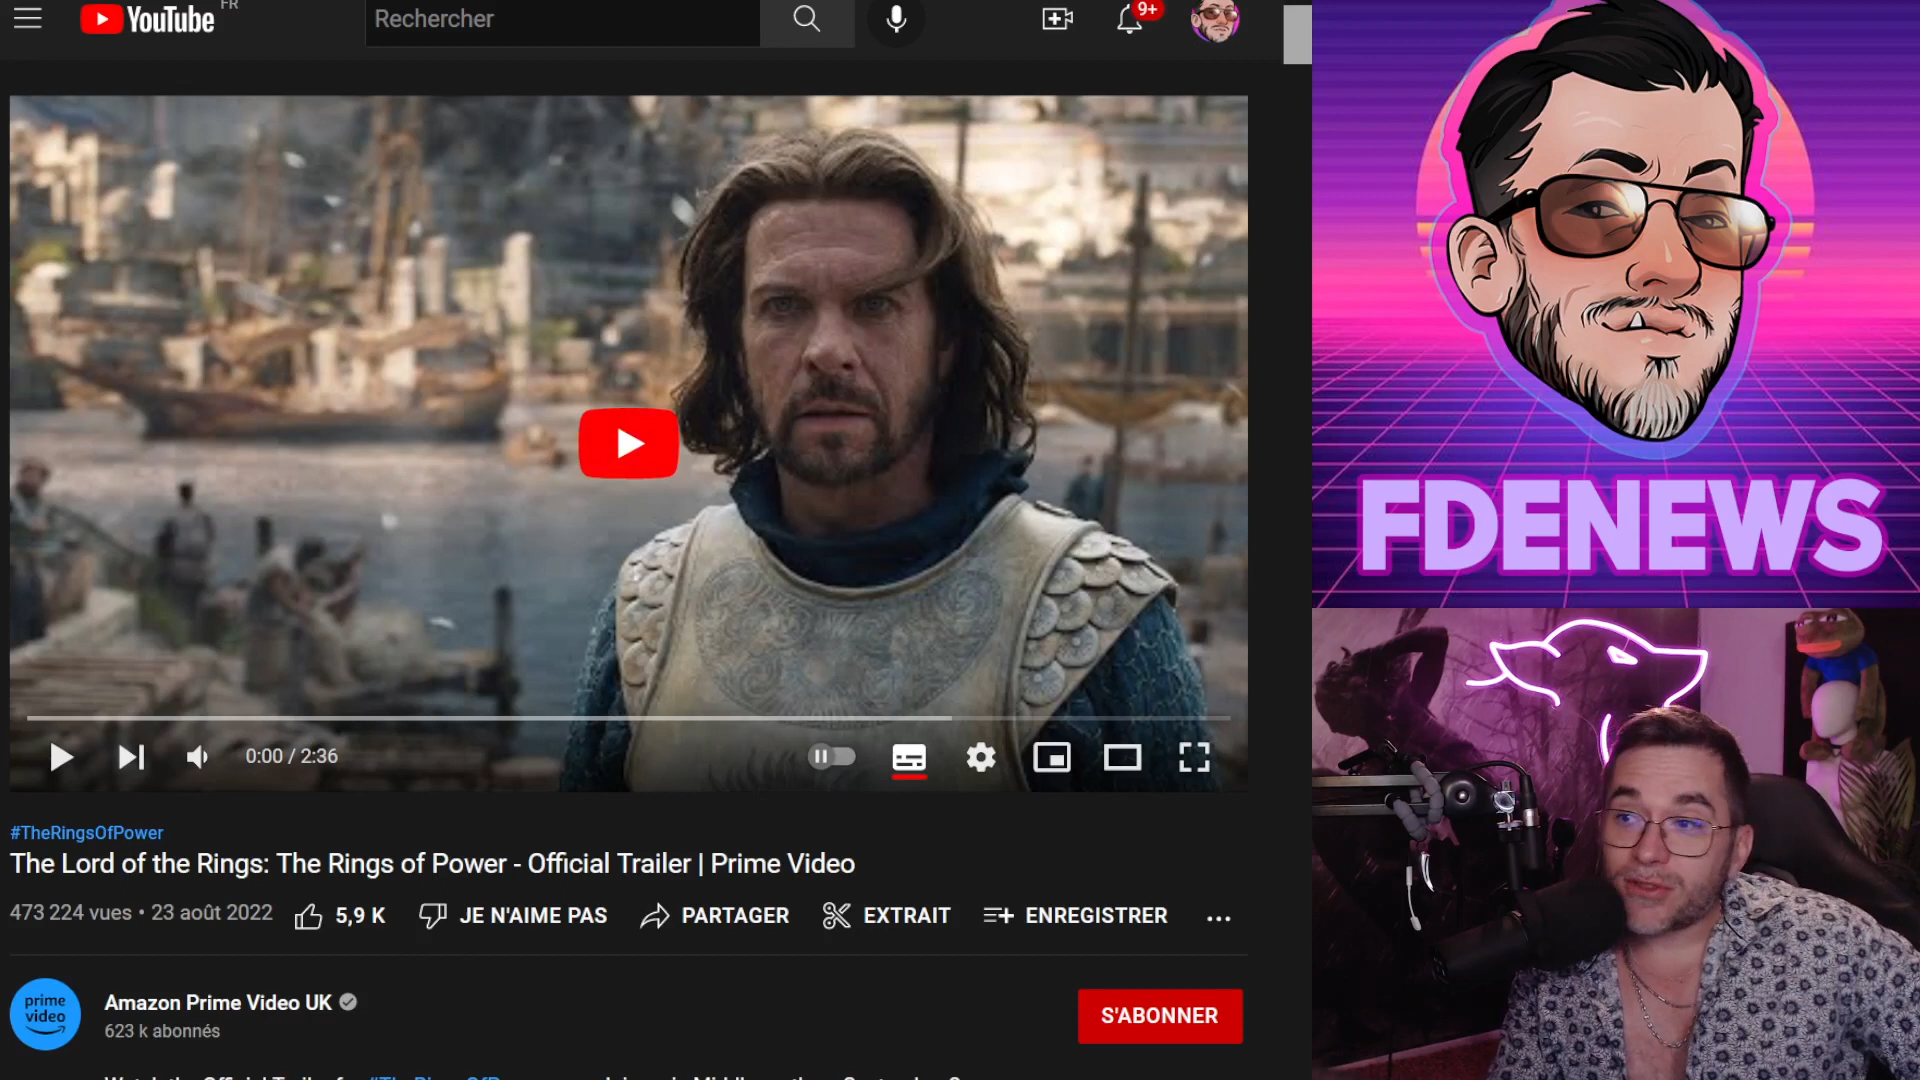 YouTube FR
Rechercher
9+
0:00 / 2:36
#TheRingsOfPower
The Lord of the Rings: The Rings of Power - Official Trailer | Prime Video
473 224 vues • 23 août 2022
5,9 K
JE N'AIME PAS
PARTAGER
EXTRAIT
ENREGISTRER
prime
video
Amazon Prime Video UK
623 k abonnés
S'ABONNER
FDENEWS